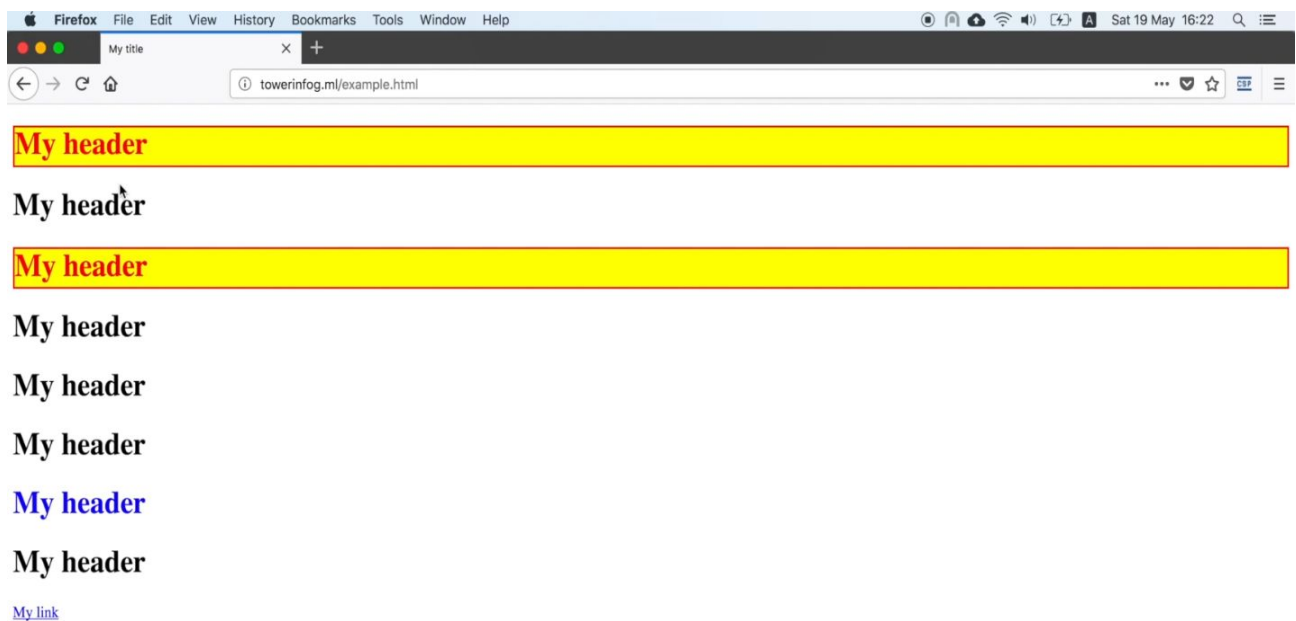 Firefox File Edit View History Bookmarks Tools Window Help A Sat 19 May 16:22
My title
towerinfog.ml/example.html CSP
My header
My header
My header
My header
My header
My header
My header
My header
My link